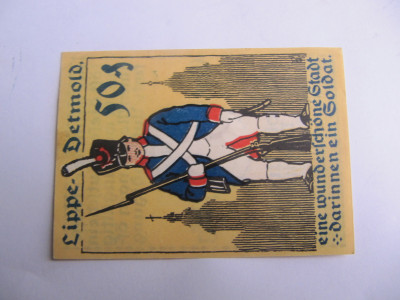 Lippe-Detmold.
50 ₰
eine wunderschöne Stadt
darinnen ein Soldat.